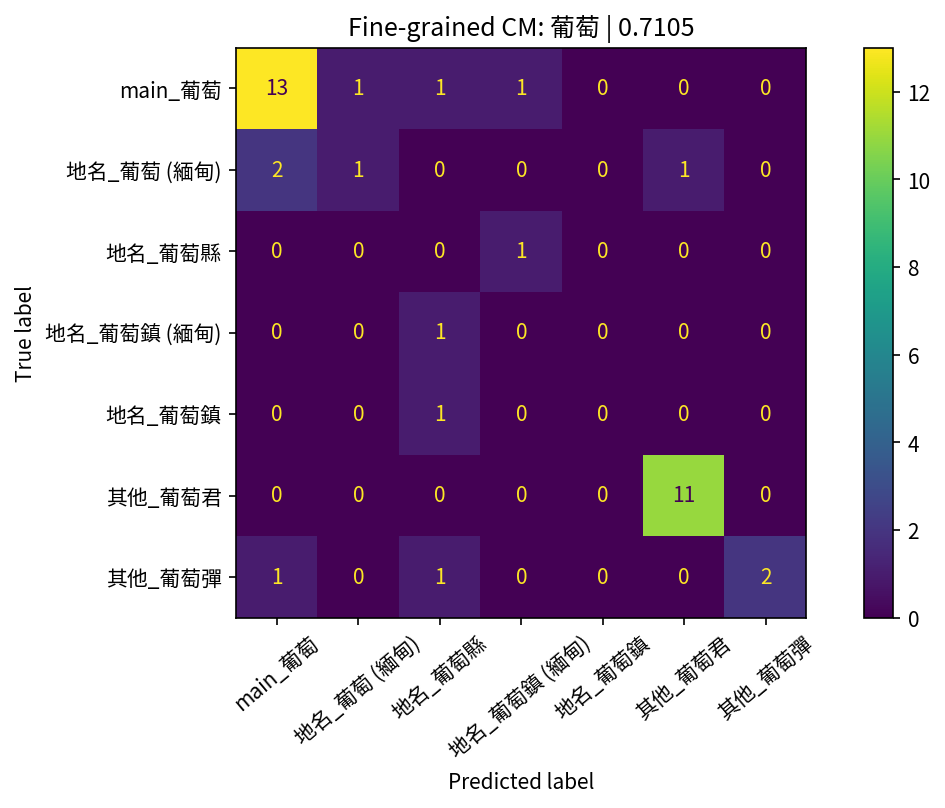 Fine-grained CM: 葡萄 | 0.7105
True label
main_葡萄 13 1 1 1 0 0 0
地名_葡萄 (緬甸) 2 1 0 0 0 1 0
地名_葡萄縣 0 0 0 1 0 0 0
地名_葡萄鎮 (緬甸) 0 0 1 0 0 0 0
地名_葡萄鎮 0 0 1 0 0 0 0
其他_葡萄君 0 0 0 0 0 11 0
其他_葡萄彈 1 0 1 0 0 0 2
main_葡萄
地名_葡萄 (緬甸)
地名_葡萄縣
地名_葡萄鎮 (緬甸)
地名_葡萄鎮
其他_葡萄君
其他_葡萄彈
Predicted label
12
10
8
6
4
2
0